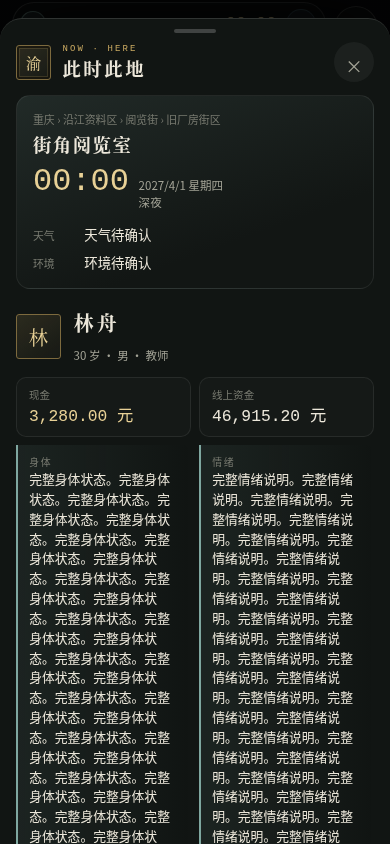 渝
NOW · HERE
此时此地
重庆 › 沿江资料区 › 阅览街 › 旧厂房街区
街角阅览室
00:00
2027/4/1 星期四
深夜
天气
天气待确认
环境
环境待确认
林
林舟
30 岁 · 男 · 教师
现金
3,280.00 元
线上资金
46,915.20 元
身体
完整身体状态。完整身体
状态。完整身体状态。完
整身体状态。完整身体状
态。完整身体状态。完整
身体状态。完整身体状
态。完整身体状态。完整
身体状态。完整身体状
态。完整身体状态。完整
身体状态。完整身体状
态。完整身体状态。完整
身体状态。完整身体状
态。完整身体状态。完整
身体状态。完整身体状
态。完整身体状态。完整
身体状态。完整身体状
态。完整身体状态。完整
身体状态。完整身体状
态。完整身体状态。完整
身体状态。完整身体状
情绪
完整情绪说明。完整情绪
说明。完整情绪说明。完
整情绪说明。完整情绪说
明。完整情绪说明。完整
情绪说明。完整情绪说
明。完整情绪说明。完整
情绪说明。完整情绪说
明。完整情绪说明。完整
情绪说明。完整情绪说
明。完整情绪说明。完整
情绪说明。完整情绪说
明。完整情绪说明。完整
情绪说明。完整情绪说
明。完整情绪说明。完整
情绪说明。完整情绪说
明。完整情绪说明。完整
情绪说明。完整情绪说
明。完整情绪说明。完整
情绪说明。完整情绪说